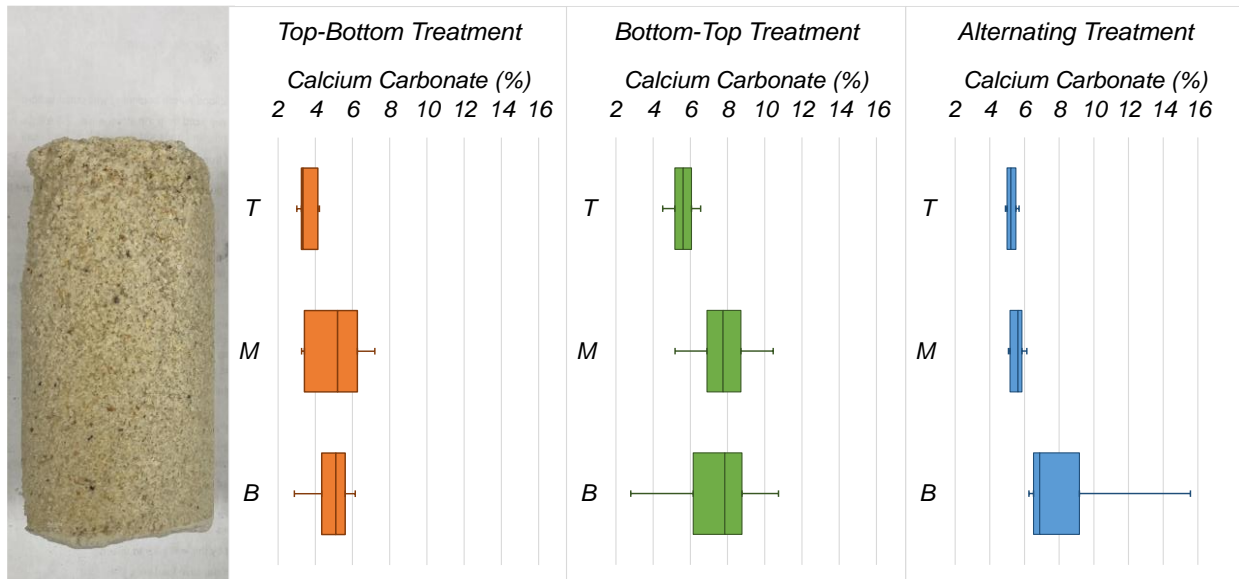 Top-Bottom Treatment
Calcium Carbonate (%)
2 4 6 8 10 12 14 16
T
M
B
Bottom-Top Treatment
Calcium Carbonate (%)
2 4 6 8 10 12 14 16
T
M
B
Alternating Treatment
Calcium Carbonate (%)
2 4 6 8 10 12 14 16
T
M
B